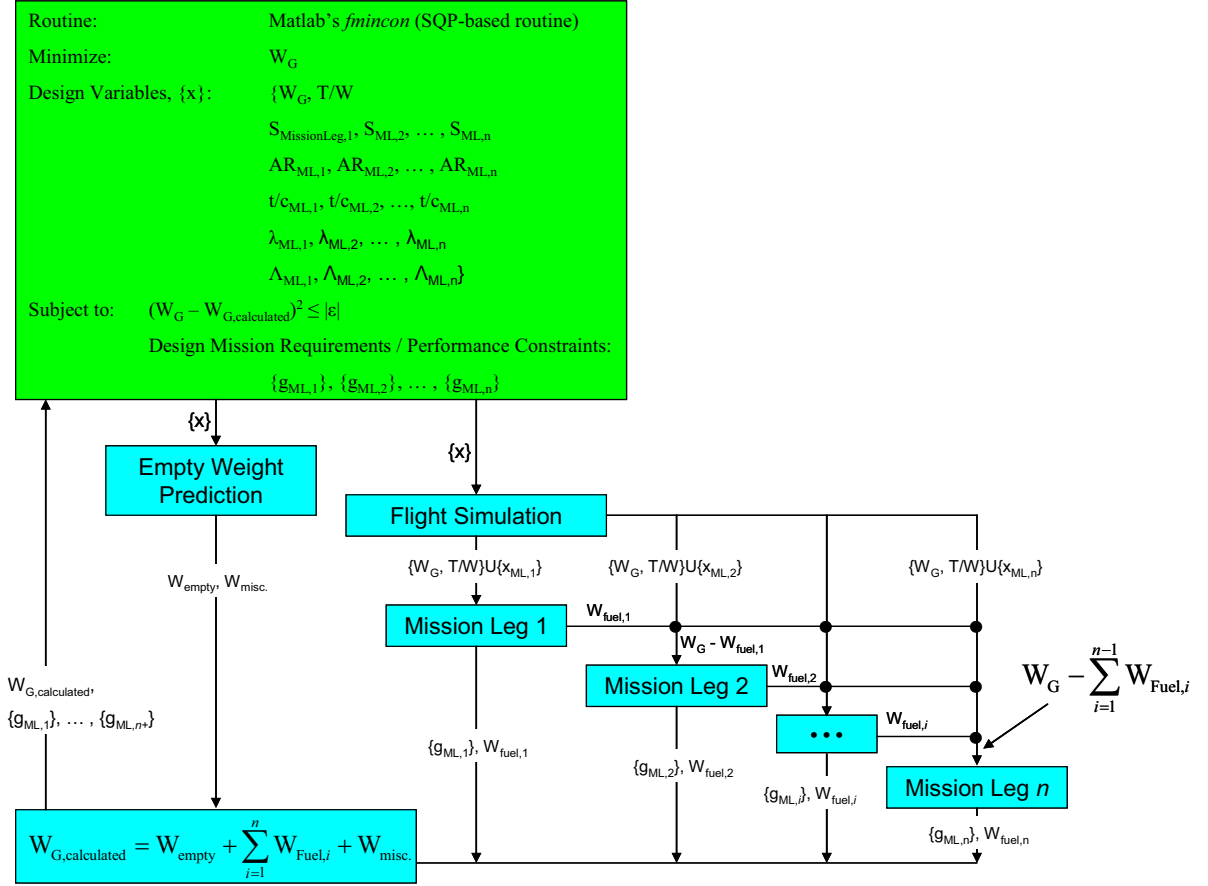 Routine: Matlab's fmincon (SQP-based routine)
Minimize: W_G
Design Variables, {x}: {W_G, T/W
S_MissionLeg,1, S_ML,2, … , S_ML,n
AR_ML,1, AR_ML,2, … , AR_ML,n
t/c_ML,1, t/c_ML,2, …, t/c_ML,n
λ_ML,1, λ_ML,2, … , λ_ML,n
Λ_ML,1, Λ_ML,2, … , Λ_ML,n}
Subject to: (W_G – W_G,calculated)² ≤ |ε|
Design Mission Requirements / Performance Constraints:
{g_ML,1}, {g_ML,2}, … , {g_ML,n}
{x}
{x}
Empty Weight
Prediction
Flight Simulation
{W_G, T/W}U{x_ML,1}
{W_G, T/W}U{x_ML,2}
{W_G, T/W}U{x_ML,n}
W_empty, W_misc.
Mission Leg 1
W_fuel,1
W_G - W_fuel,1
Mission Leg 2
W_fuel,2
W_G − ∑_{i=1}^{n−1} W_Fuel,i
W_G,calculated,
{g_ML,1}, … , {g_ML,n+}
• • •
W_fuel,i
{g_ML,1}, W_fuel,1
{g_ML,2}, W_fuel,2
{g_ML,i}, W_fuel,i
Mission Leg n
{g_ML,n}, W_fuel,n
W_G,calculated = W_empty + ∑_{i=1}^{n} W_Fuel,i + W_misc.